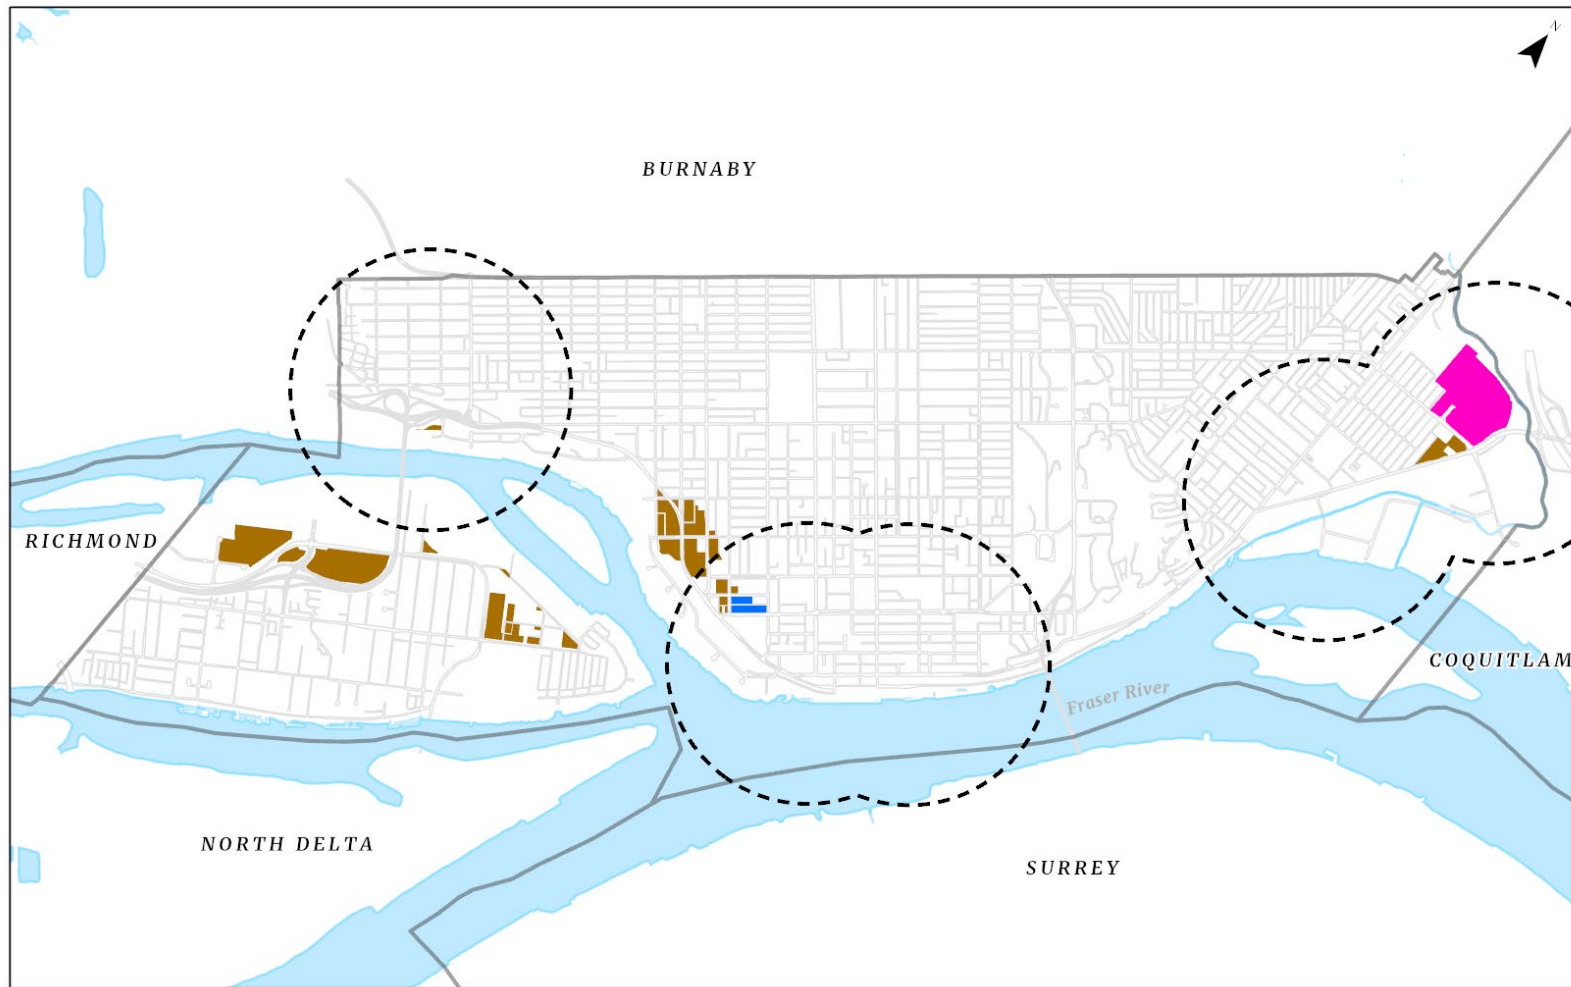 N
BURNABY
RICHMOND
COQUITLAM
Fraser River
NORTH DELTA
SURREY